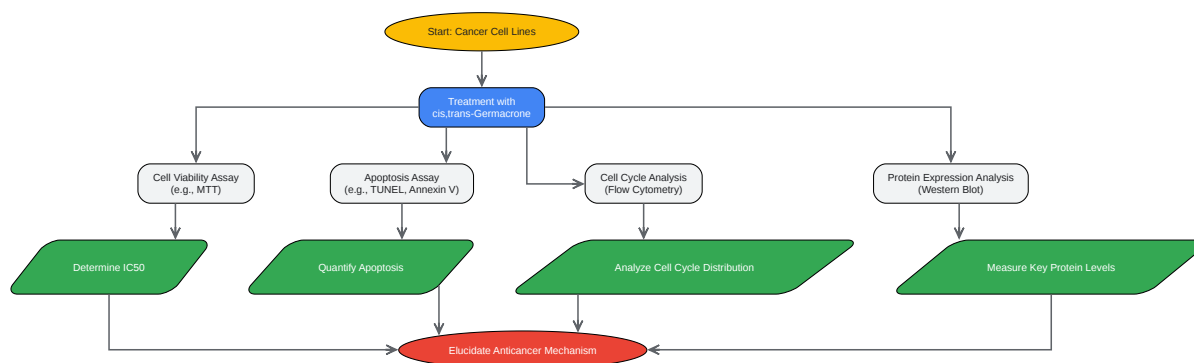 Start: Cancer Cell Lines
Treatment with
cis,trans-Germacrone
Cell Viability Assay
(e.g., MTT)
Apoptosis Assay
(e.g., TUNEL, Annexin V)
Cell Cycle Analysis
(Flow Cytometry)
Protein Expression Analysis
(Western Blot)
Determine IC50
Quantify Apoptosis
Analyze Cell Cycle Distribution
Measure Key Protein Levels
Elucidate Anticancer Mechanism